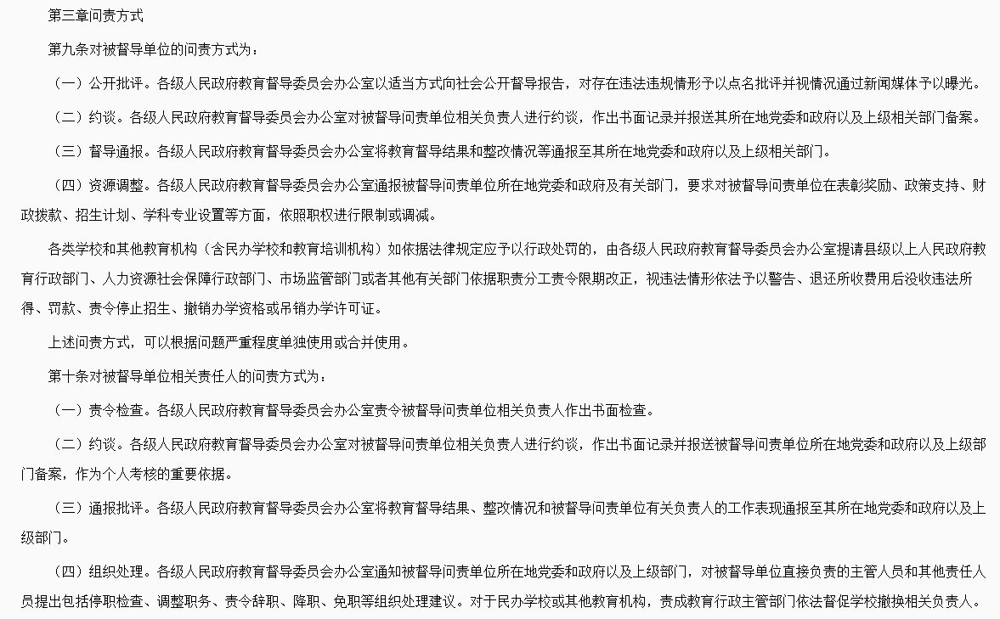 第三章问责方式
第九条对被督导单位的问责方式为：
（一）公开批评。各级人民政府教育督导委员会办公室以适当方式向社会公开督导报告，对存在违法违规情形予以点名批评并视情况通过新闻媒体予以曝光。
（二）约谈。各级人民政府教育督导委员会办公室对被督导问责单位相关负责人进行约谈，作出书面记录并报送其所在地党委和政府以及上级相关部门备案。
（三）督导通报。各级人民政府教育督导委员会办公室将教育督导结果和整改情况等通报至其所在地党委和政府以及上级相关部门。
（四）资源调整。各级人民政府教育督导委员会办公室通报被督导问责单位所在地党委和政府及有关部门，要求对被督导问责单位在表彰奖励、政策支持、财
政拨款、招生计划、学科专业设置等方面，依照职权进行限制或调减。
各类学校和其他教育机构（含民办学校和教育培训机构）如依据法律规定应予以行政处罚的，由各级人民政府教育督导委员会办公室提请县级以上人民政府教
育行政部门、人力资源社会保障行政部门、市场监管部门或者其他有关部门依据职责分工责令限期改正，视违法情形依法予以警告、退还所收费用后没收违法所
得、罚款、责令停止招生、撤销办学资格或吊销办学许可证。
上述问责方式，可以根据问题严重程度单独使用或合并使用。
第十条对被督导单位相关责任人的问责方式为：
（一）责令检查。各级人民政府教育督导委员会办公室责令被督导问责单位相关负责人作出书面检查。
（二）约谈。各级人民政府教育督导委员会办公室对被督导问责单位相关负责人进行约谈，作出书面记录并报送被督导问责单位所在地党委和政府以及上级部
门备案，作为个人考核的重要依据。
（三）通报批评。各级人民政府教育督导委员会办公室将教育督导结果、整改情况和被督导问责单位有关负责人的工作表现通报至其所在地党委和政府以及上
级部门。
（四）组织处理。各级人民政府教育督导委员会办公室通知被督导问责单位所在地党委和政府以及上级部门，对被督导单位直接负责的主管人员和其他责任人
员提出包括停职检查、调整职务、责令辞职、降职、免职等组织处理建议。对于民办学校或其他教育机构，责成教育行政主管部门依法督促学校撤换相关负责人。